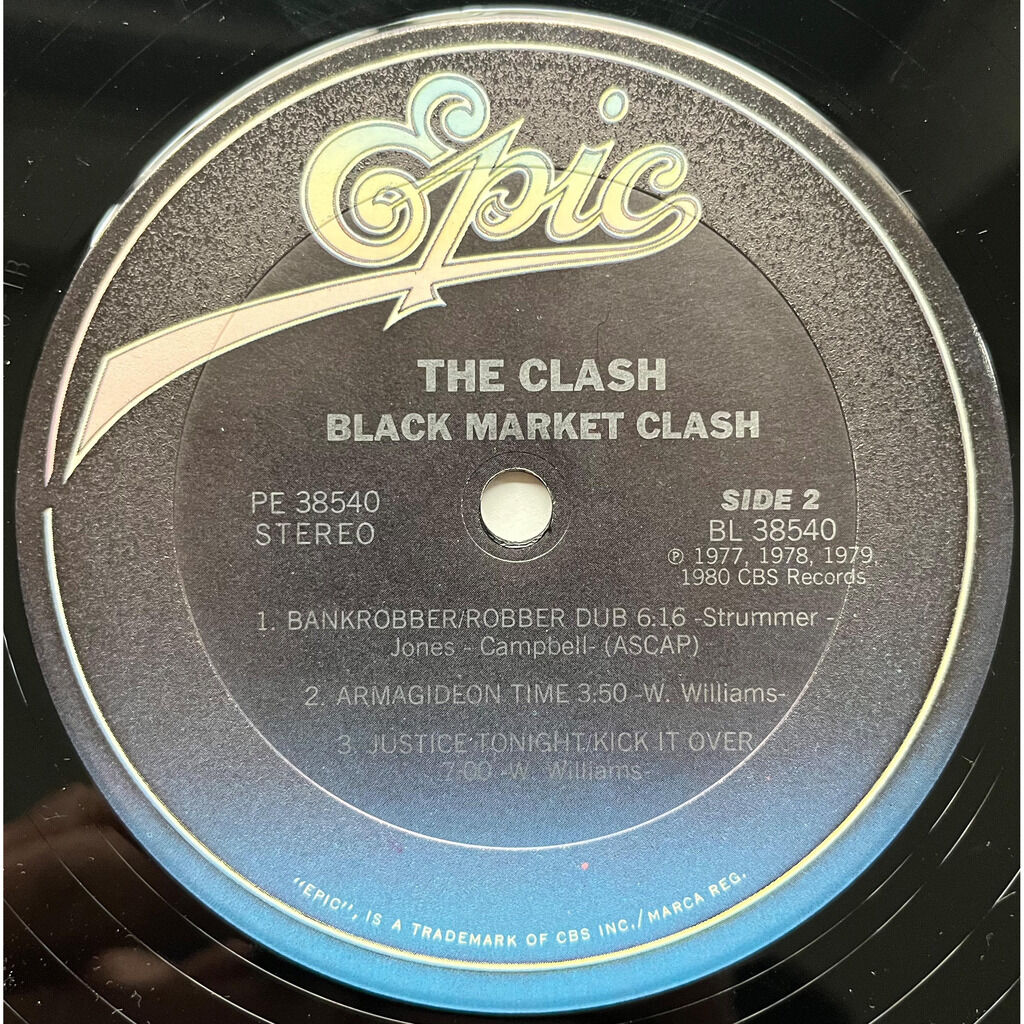 Epic
THE CLASH
BLACK MARKET CLASH
PE 38540
STEREO
SIDE 2
BL 38540
℗ 1977, 1978, 1979,
1980 CBS Records
1. BANKROBBER/ROBBER DUB 6:16 -Strummer -
Jones - Campbell- (ASCAP)
2. ARMAGIDEON TIME 3:50 -W. Williams-
3. JUSTICE TONIGHT/KICK IT OVER
7:00 -W. Williams-
"EPIC", IS A TRADEMARK OF CBS INC./MARCA REG.